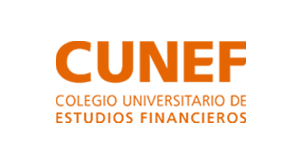 CUNEF
COLEGIO UNIVERSITARIO DE
ESTUDIOS FINANCIEROS